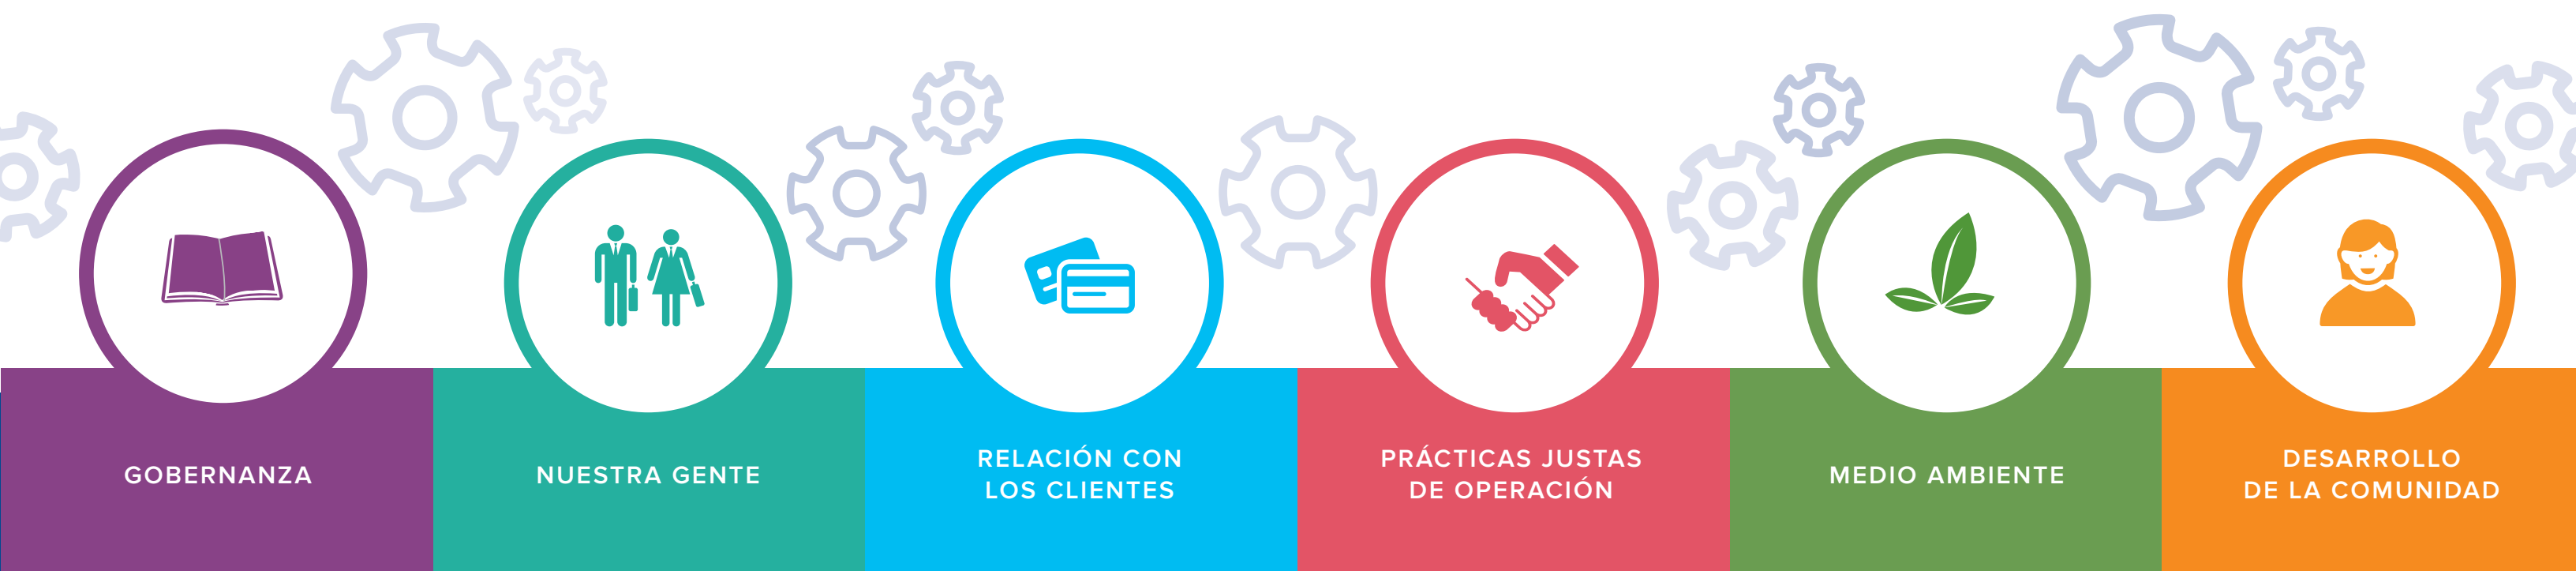 GOBERNANZA
NUESTRA GENTE
RELACIÓN CON
LOS CLIENTES
PRÁCTICAS JUSTAS
DE OPERACIÓN
MEDIO AMBIENTE
DESARROLLO
DE LA COMUNIDAD